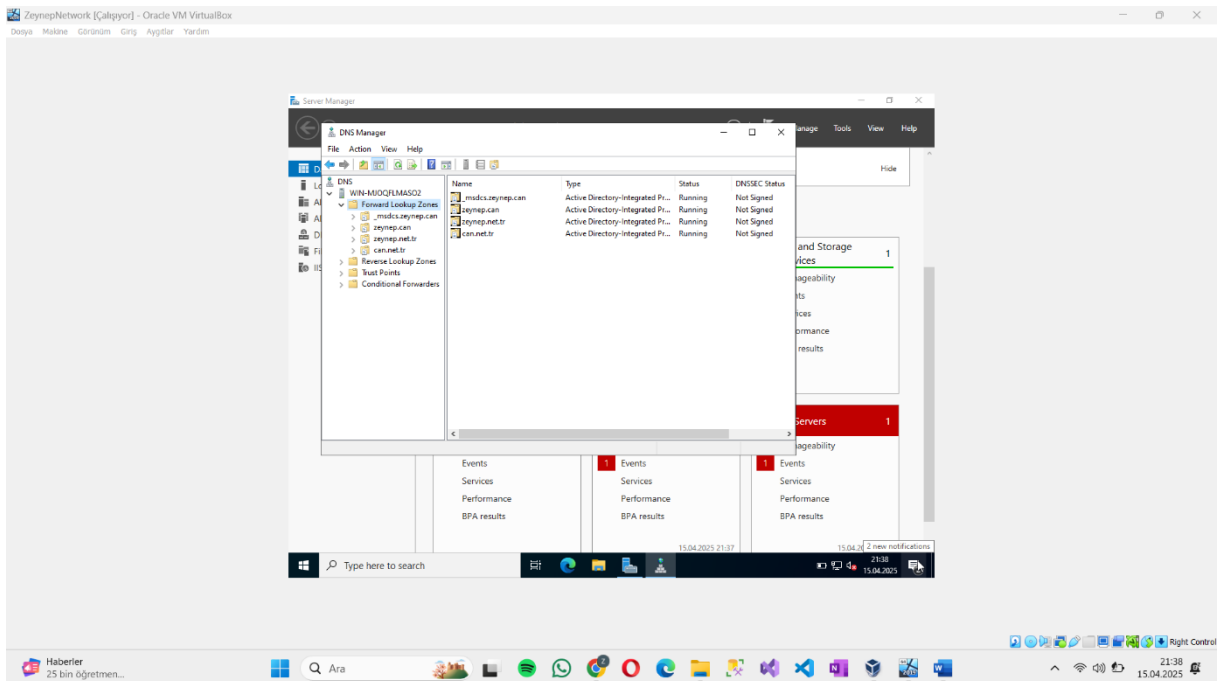 ZeynepNetwork [Çalışıyor] - Oracle VM VirtualBox
Dosya Makine Görünüm Giriş Aygıtlar Yardım
Server Manager
Manage Tools View Help
DNS Manager
File Action View Help
Hide
DNS
WIN-MJ0QFLMASO2
Forward Lookup Zones
_msdcs.zeynep.can
zeynep.can
zeynep.net.tr
can.net.tr
Reverse Lookup Zones
Trust Points
Conditional Forwarders
Name Type Status DNSSEC Status
_msdcs.zeynep.can Active Directory-Integrated Pr... Running Not Signed
zeynep.can Active Directory-Integrated Pr... Running Not Signed
zeynep.net.tr Active Directory-Integrated Pr... Running Not Signed
can.net.tr Active Directory-Integrated Pr... Running Not Signed
and Storage 1
results
Servers 1
Events 1 Events 1 Events
Services Services Services
Performance Performance Performance
BPA results BPA results BPA results
15.04.2025 21:37
2 new notifications
Type here to search
21:38
15.04.2025
Right Control
Haberler
25 bin öğretmen...
Ara
21:38
15.04.2025